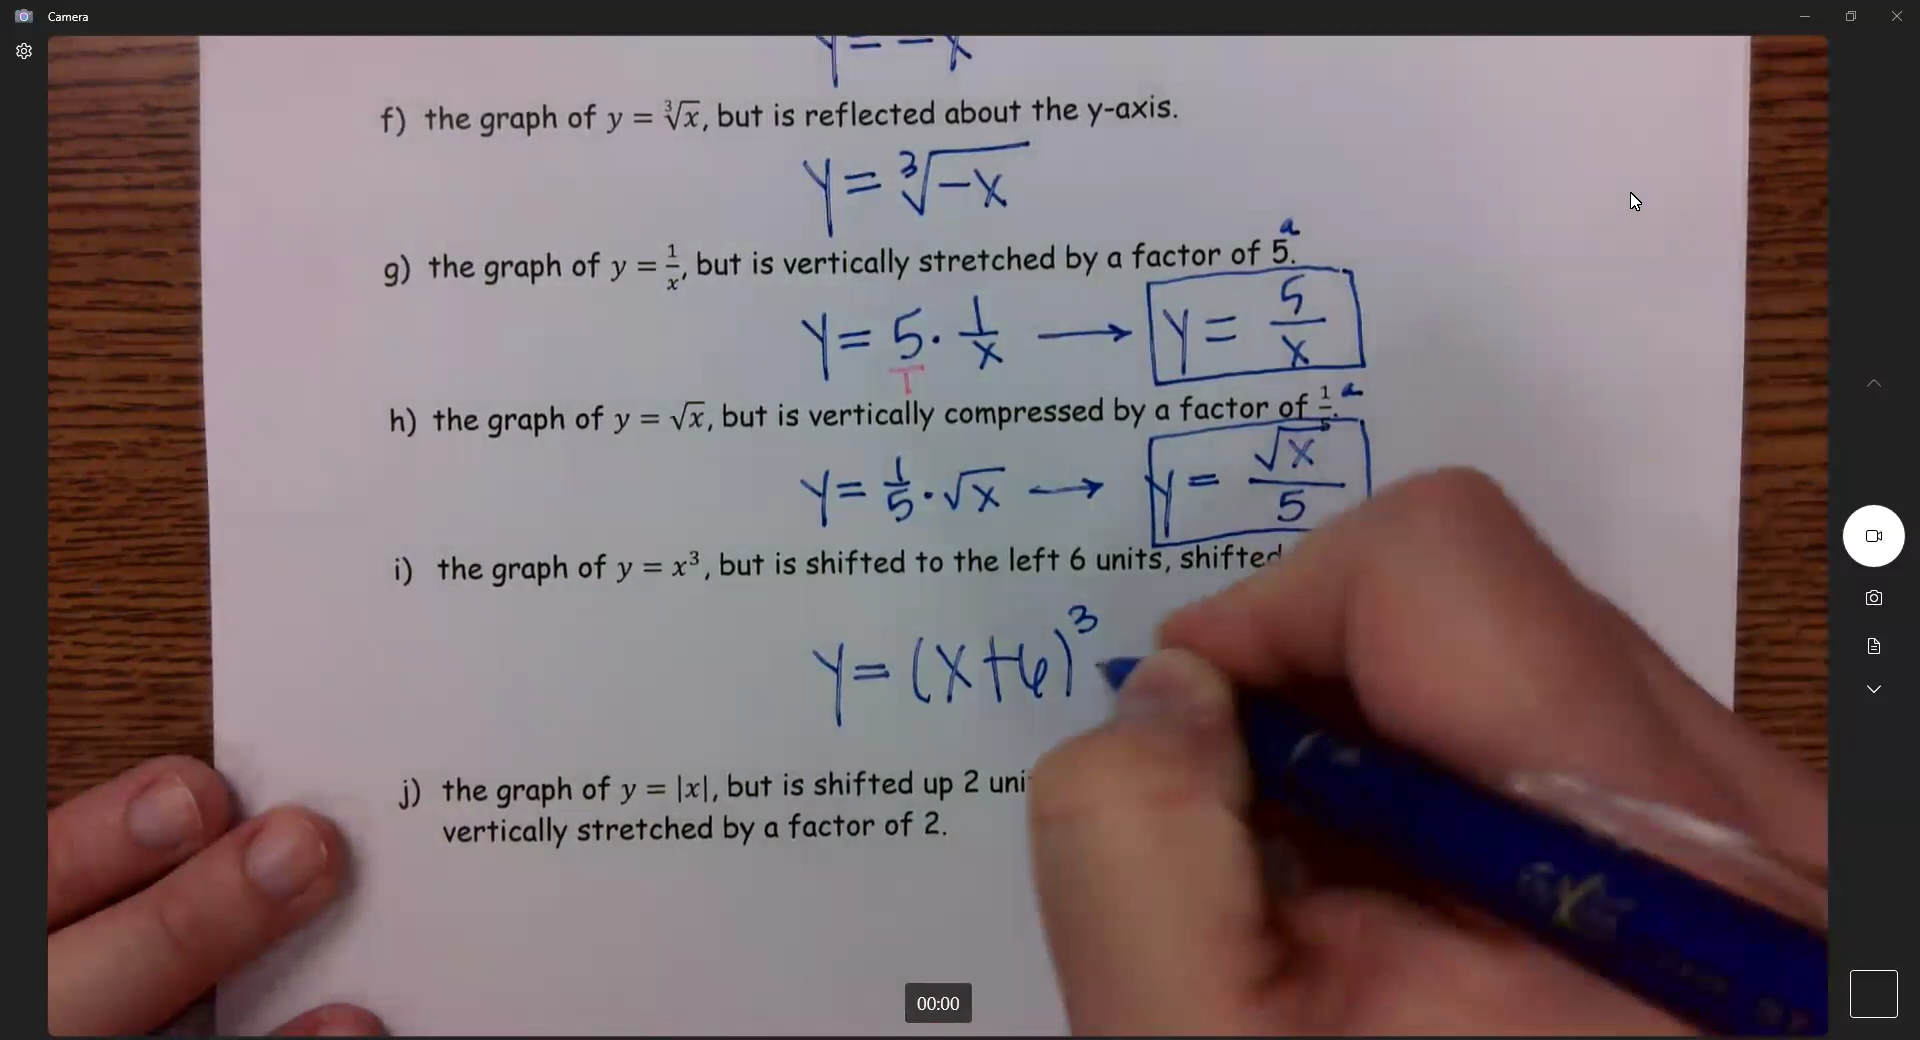 Camera
y = -x
f) the graph of y = ∛x, but is reflected about the y-axis.
y = ∛-x
g) the graph of y = 1/x, but is vertically stretched by a factor of 5.
a
y = 5 · 1/x → y = 5/x
1
h) the graph of y = √x, but is vertically compressed by a factor of 1/5.
a
y = 1/5 · √x → y = √x/5
i) the graph of y = x³, but is shifted to the left 6 units, shifted
y = (x+6)³
j) the graph of y = |x|, but is shifted up 2 uni
vertically stretched by a factor of 2.
00:00